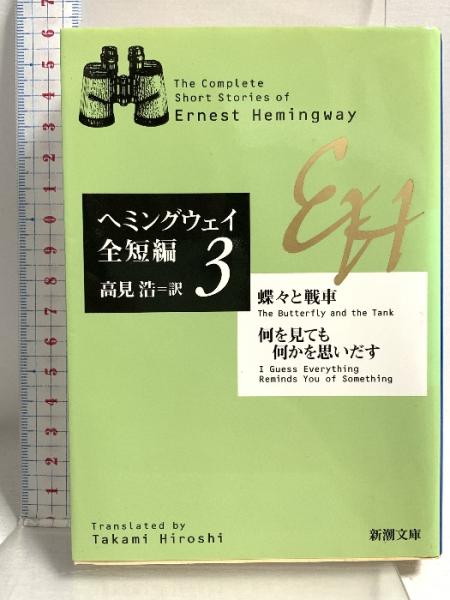 The Complete
Short Stories of
Ernest Hemingway
EH3
ヘミングウェイ
全短編 3
高見 浩=訳
蝶々と戦車
The Butterfly and the Tank
何を見ても
何かを思いだす
I Guess Everything
Reminds You of Something
Translated by
Takami Hiroshi
新潮文庫